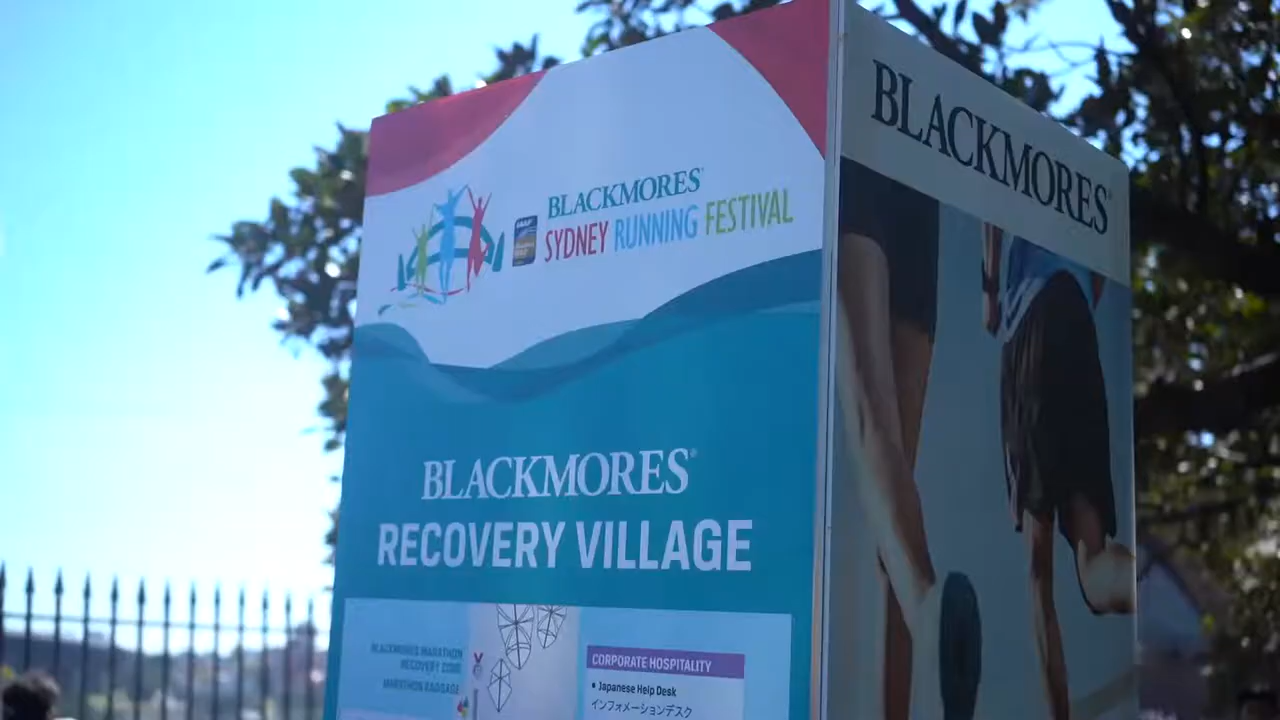 BLACKMORES
SYDNEY RUNNING FESTIVAL
BLACKMORES
RECOVERY VILLAGE
BLACKMORES MARATHON
RECOVERY ZONE
MARATHON BAGGAGE
CORPORATE HOSPITALITY
Japanese Help Desk
インフォメーションデスク
BLACKMORES